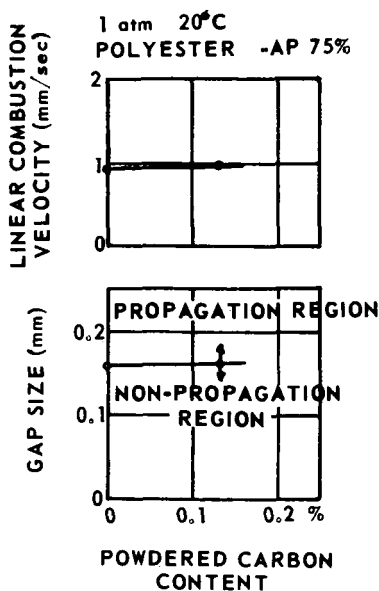 1 atm 20°C
POLYESTER -AP 75%
LINEAR COMBUSTION
VELOCITY (mm/sec)
2
1
0
GAP SIZE (mm)
PROPAGATION REGION
0.2
NON-PROPAGATION
REGION
0.1
0
0 0.1 0.2 %
POWDERED CARBON
CONTENT